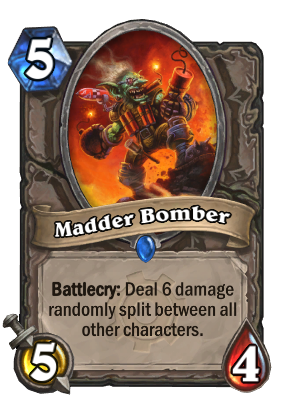 5
Madder Bomber
Battlecry: Deal 6 damage
randomly split between all
other characters.
5
4